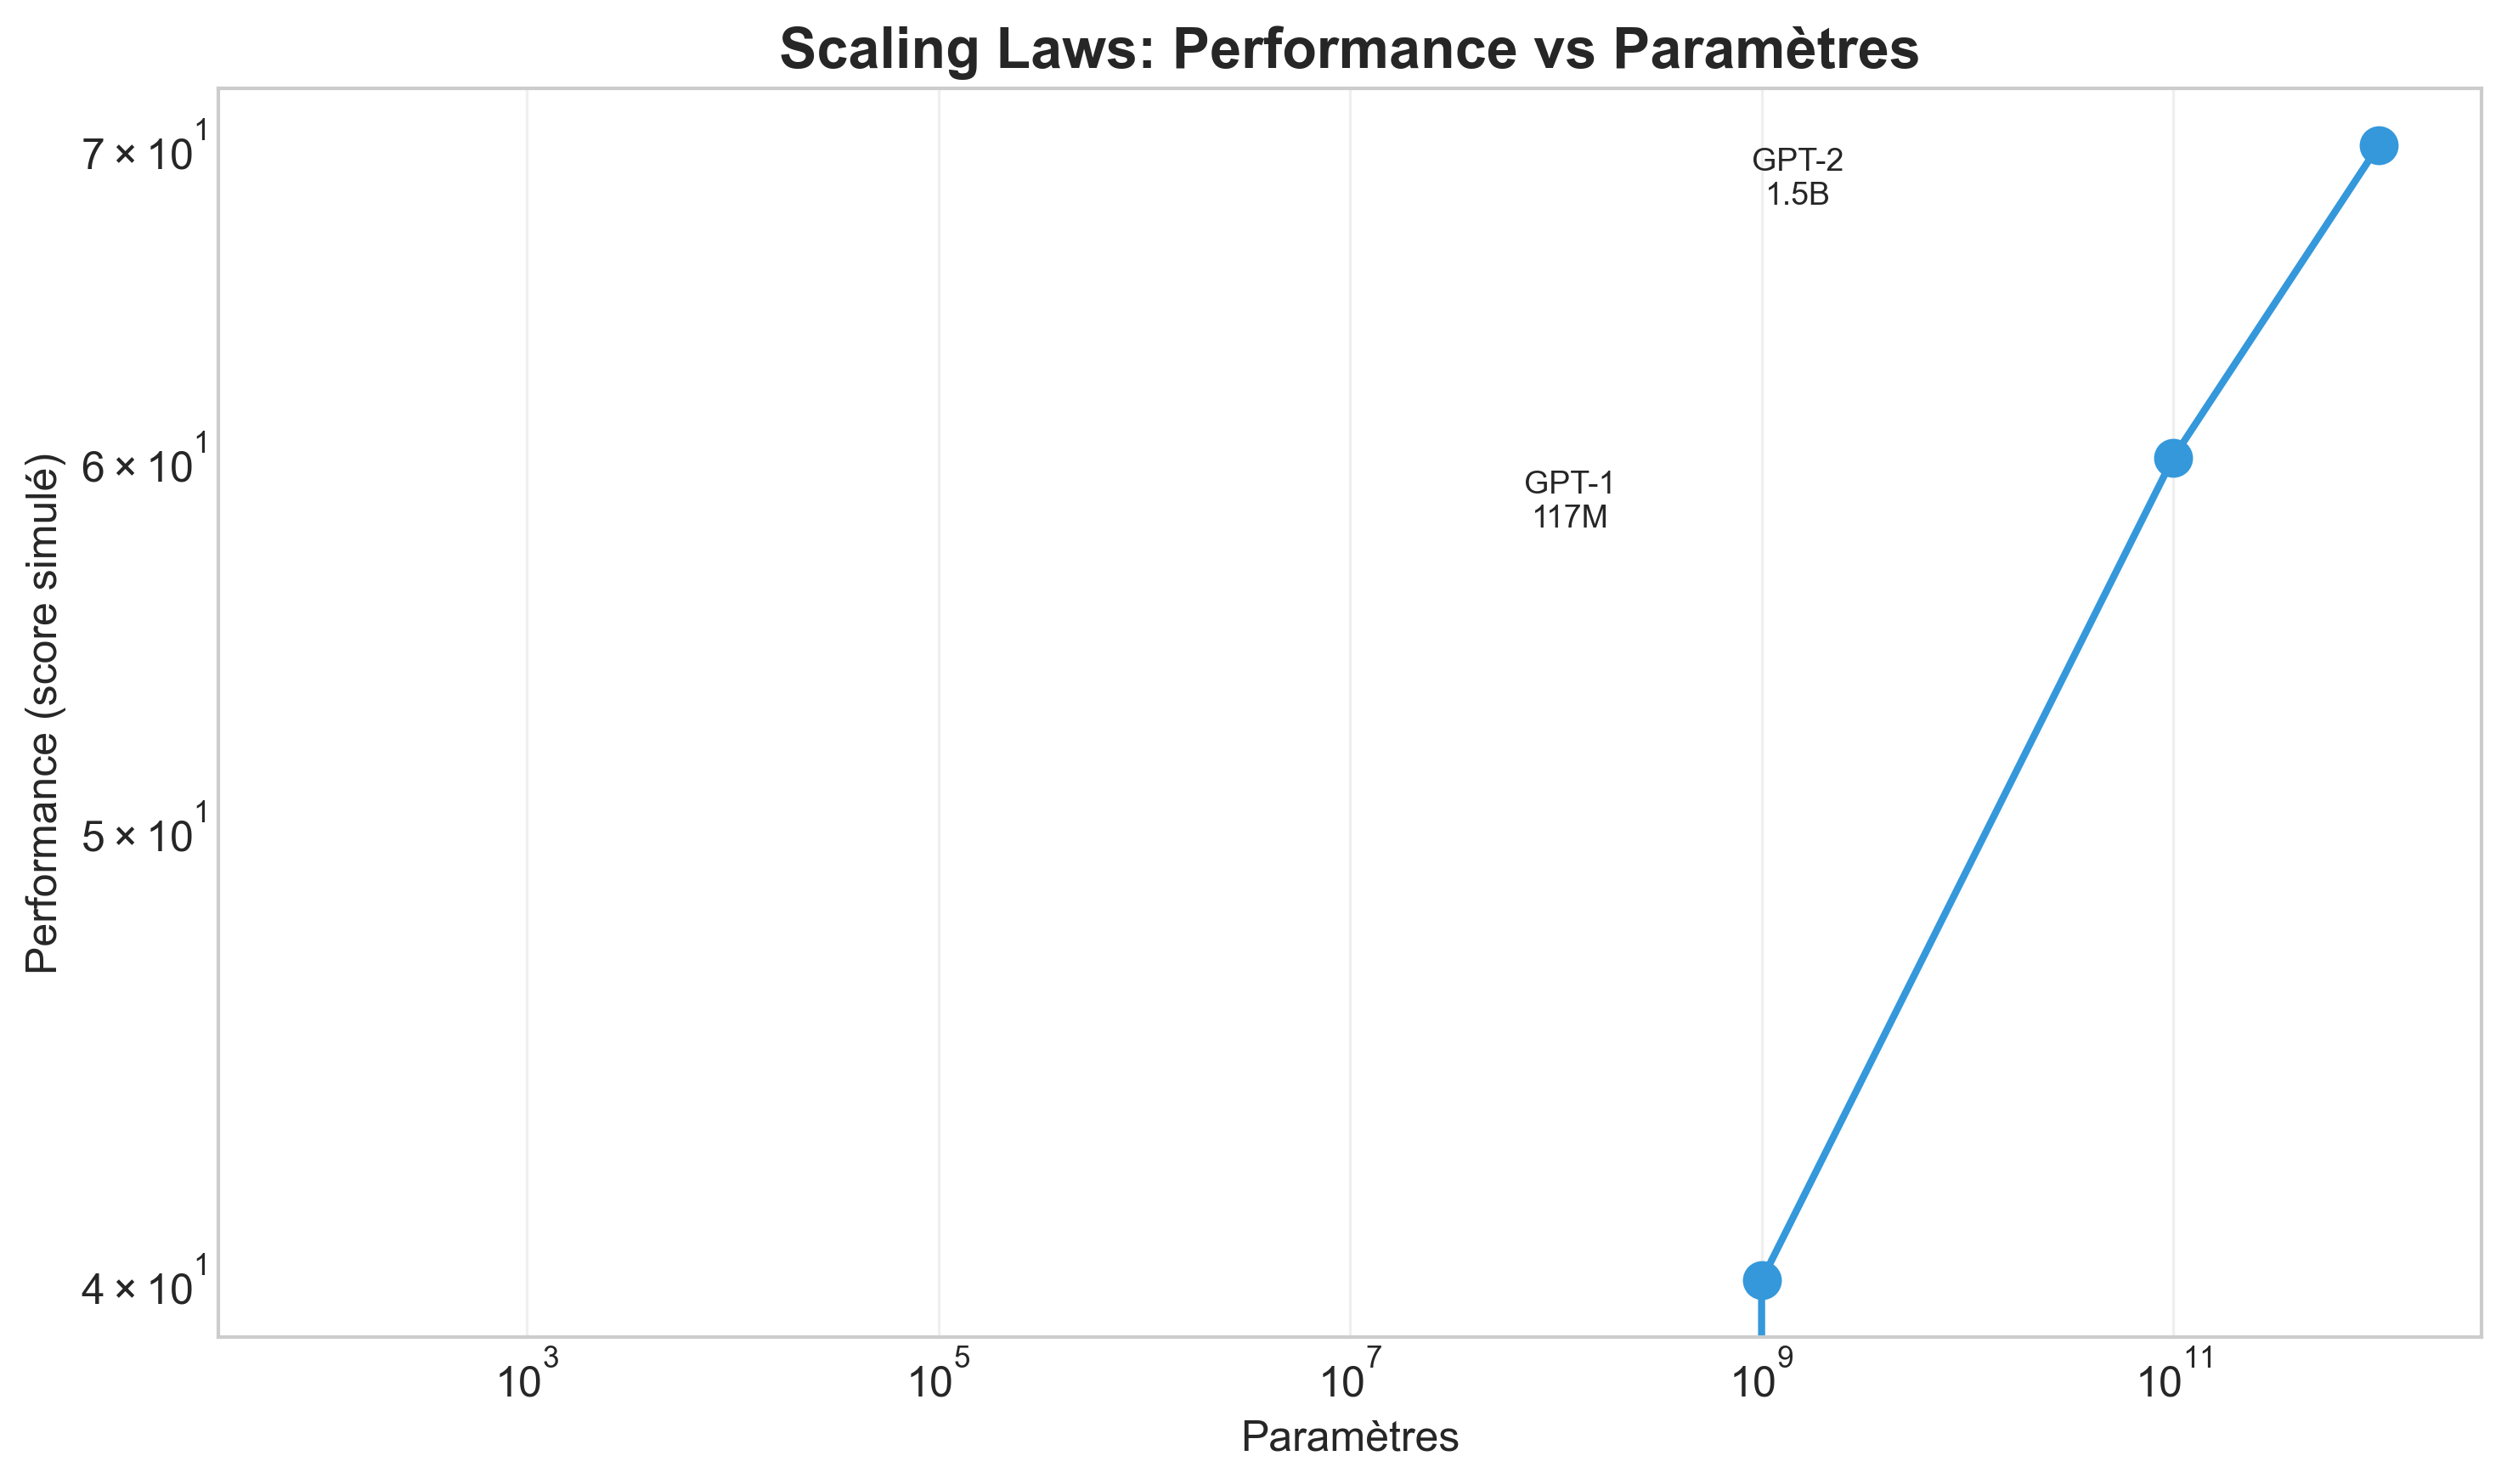 Scaling Laws: Performance vs Paramètres
Performance (score simulé)
7 × 10¹
6 × 10¹
5 × 10¹
4 × 10¹
GPT-2
1.5B
GPT-1
117M
10³
10⁵
10⁷
10⁹
10¹¹
Paramètres